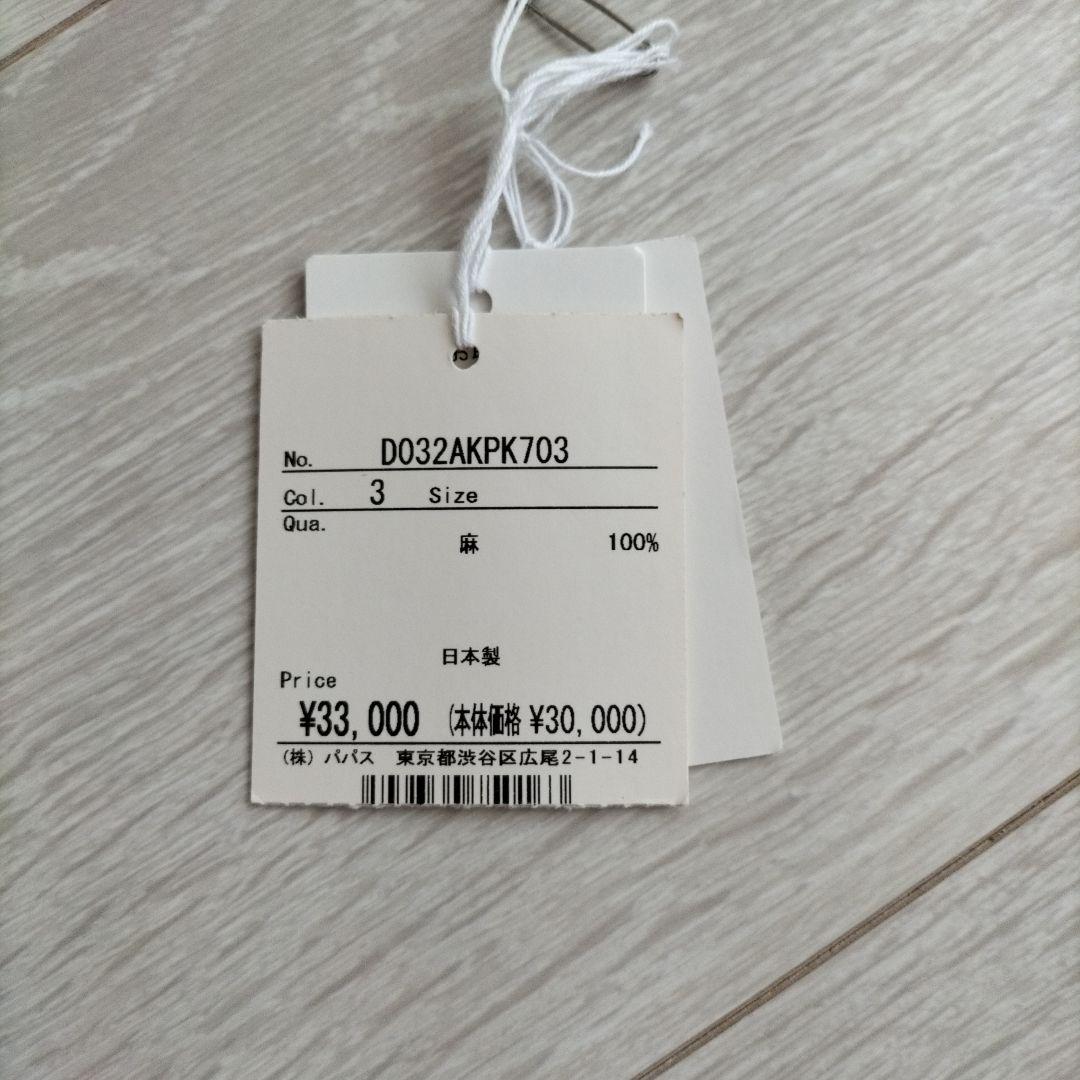 No. D032AKPK703
Col. 3 Size
Qua.
麻 100%
日本製
Price
¥33,000 (本体価格 ¥30,000)
(株) パパス 東京都渋谷区広尾2-1-14